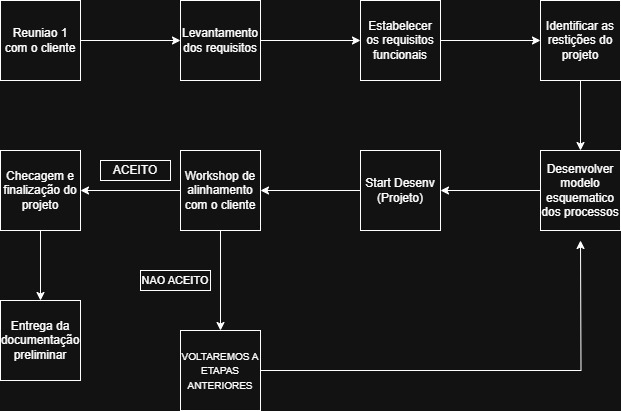 Reuniao 1
com o cliente
Levantamento
dos requisitos
Estabelecer
os requisitos
funcionais
Identificar as
restições do
projeto
Checagem e
finalização do
projeto
ACEITO
Workshop de
alinhamento
com o cliente
Start Desenv
(Projeto)
Desenvolver
modelo
esquematico
dos processos
NAO ACEITO
Entrega da
documentação
preliminar
VOLTAREMOS A
ETAPAS
ANTERIORES